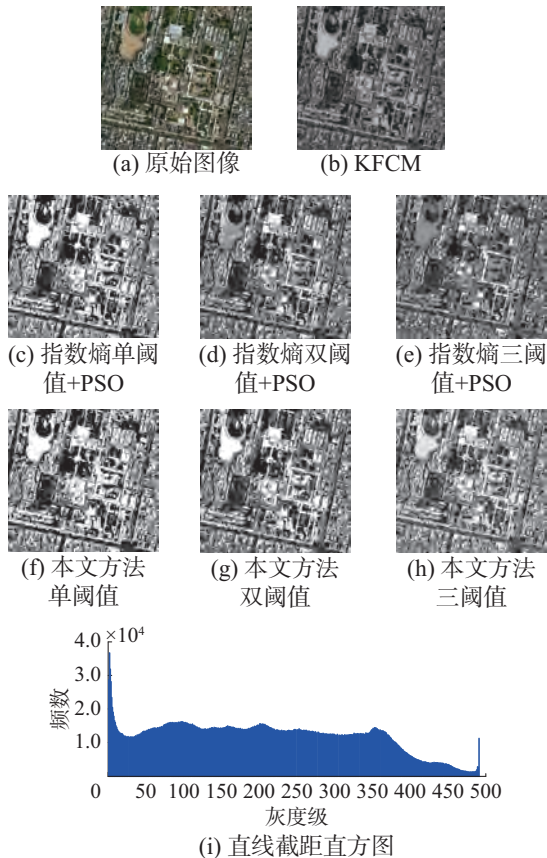 (a) 原始图像
(b) KFCM
(c) 指数熵单阈
值+PSO
(d) 指数熵双阈
值+PSO
(e) 指数熵三阈
值+PSO
(f) 本文方法
单阈值
(g) 本文方法
双阈值
(h) 本文方法
三阈值
4.0 ×10⁴
3.0
2.0
1.0
频数
0 50 100 150 200 250 300 350 400 450 500
灰度级
(i) 直线截距直方图